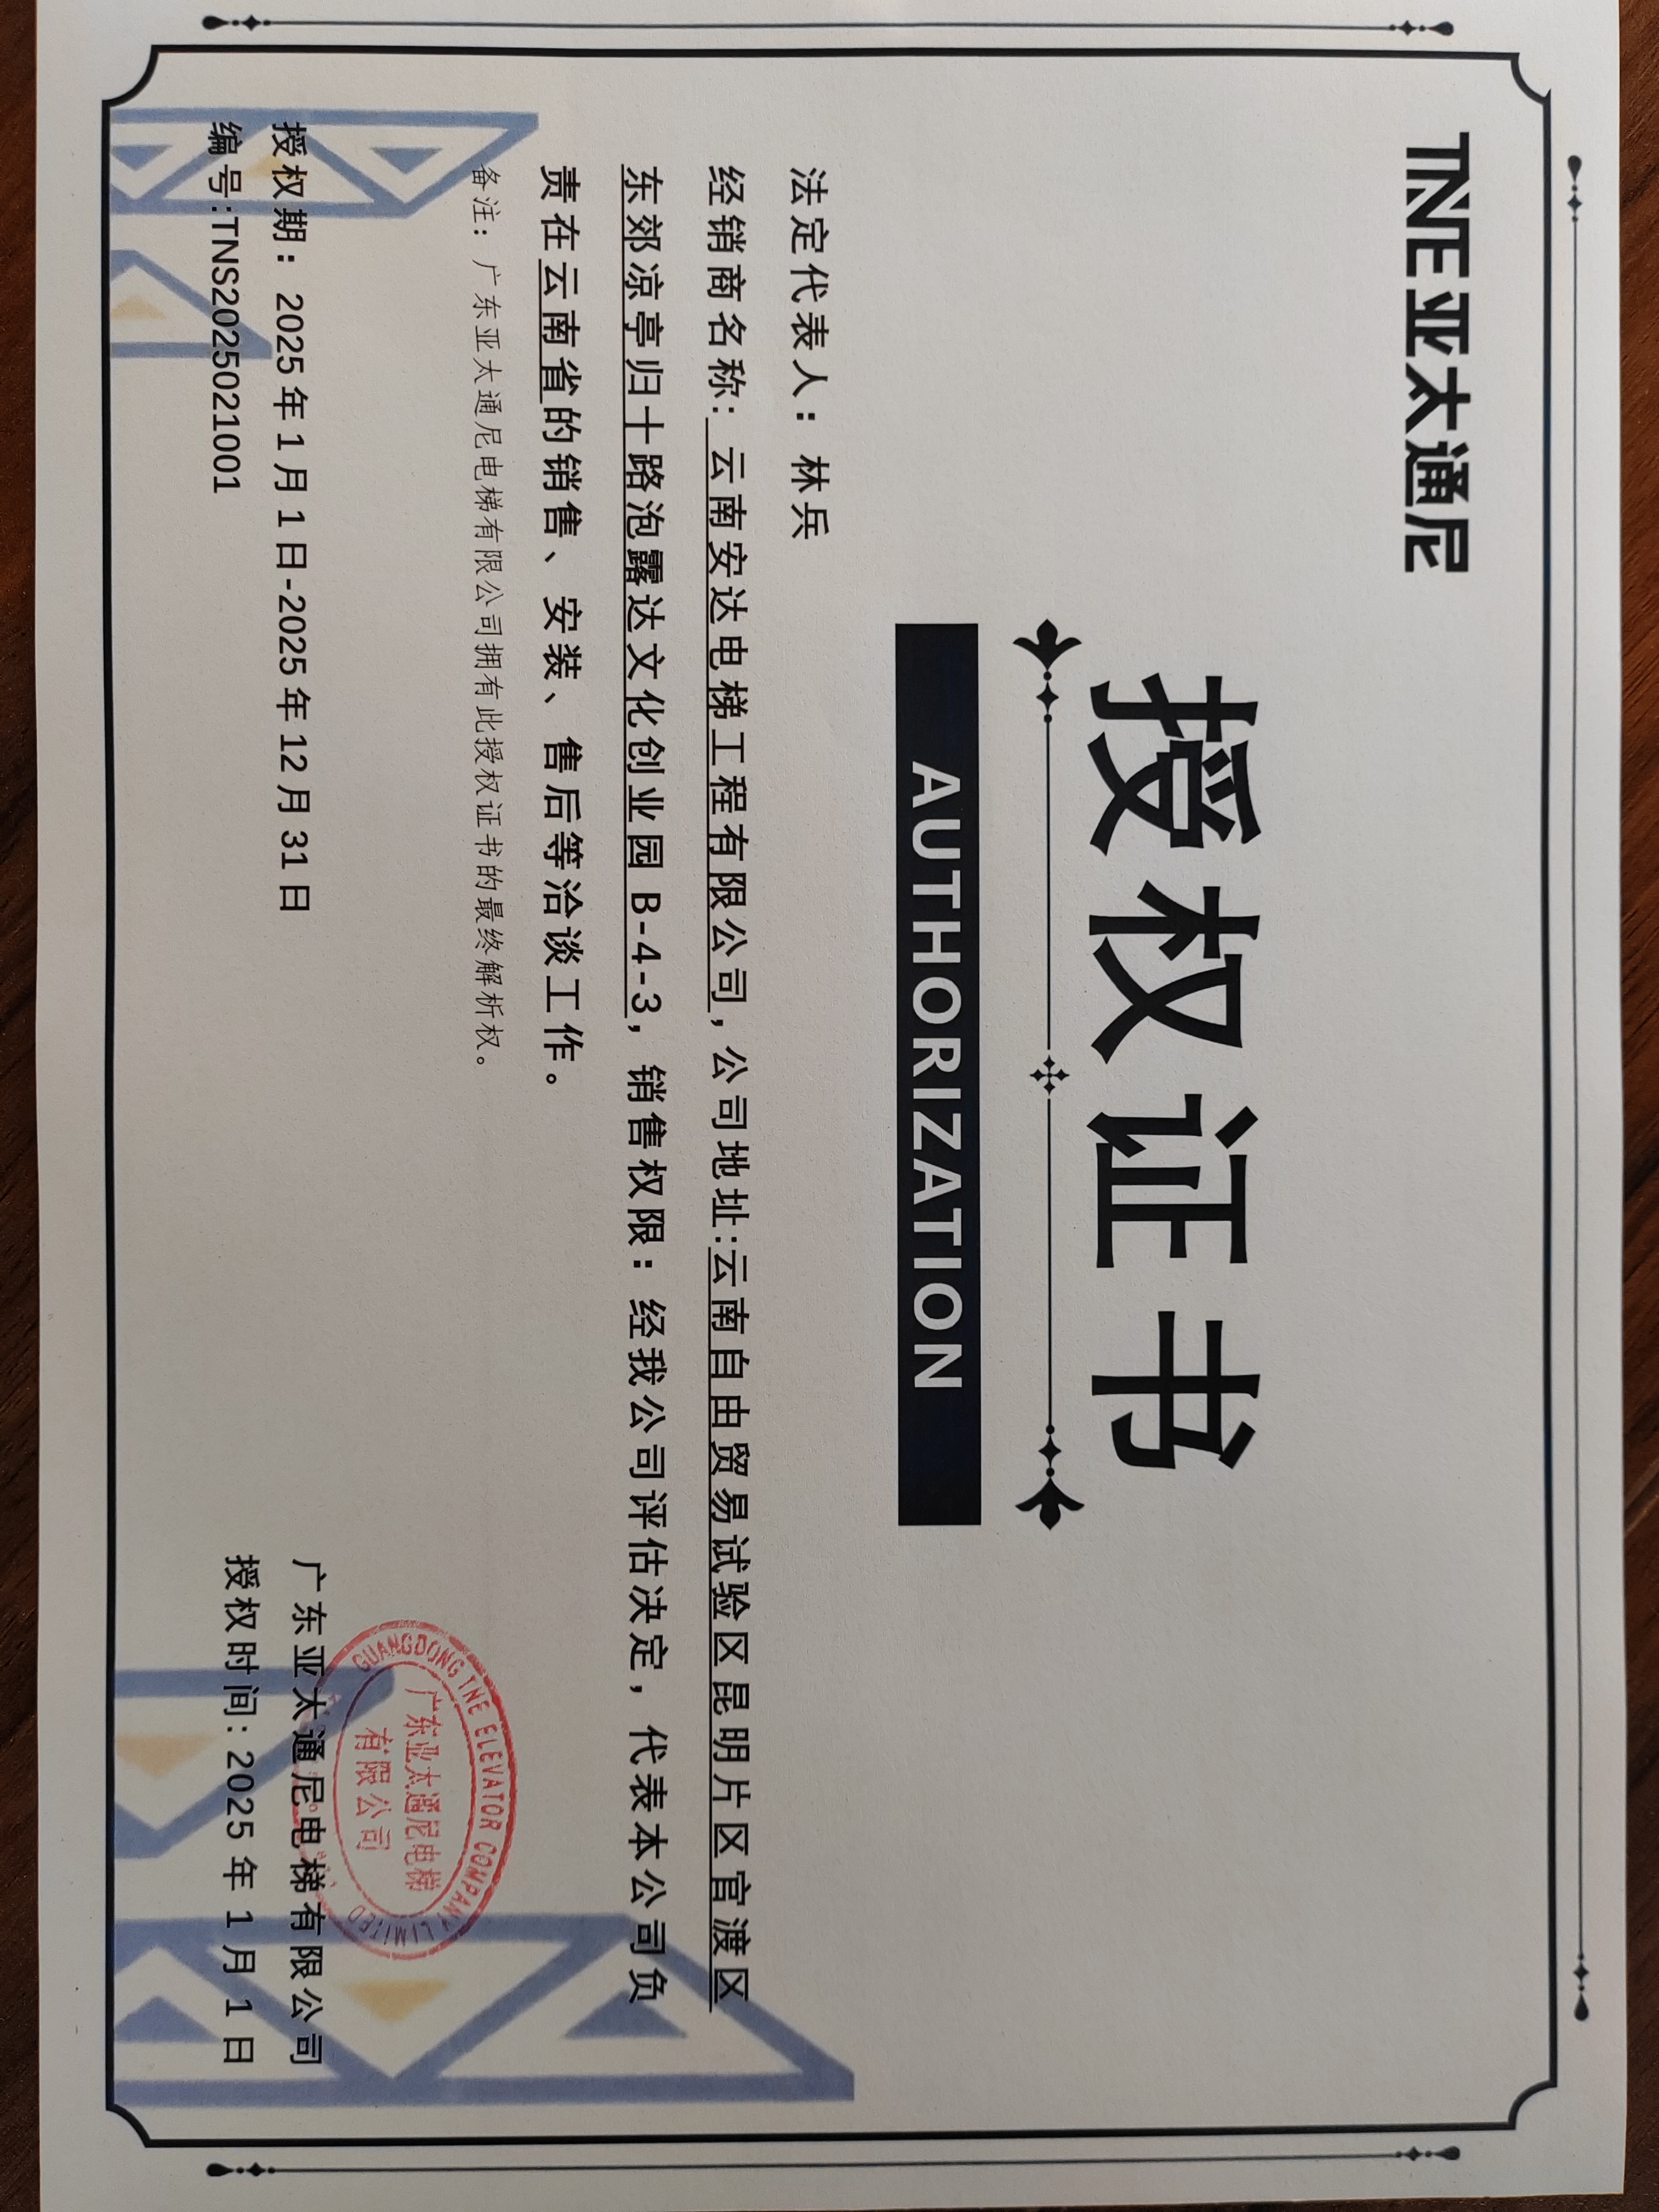 TNE亚太通尼
授权证书
AUTHORIZATION
法定代表人：林兵
经销商名称: 云南安达电梯工程有限公司，公司地址:云南自由贸易试验区昆明片区官渡区
东郊凉亭归十路泡露达文化创业园 B-4-3，销售权限：经我公司评估决定，代表本公司负
责在云南省的销售、安装、售后等洽谈工作。
备注：广东亚太通尼电梯有限公司拥有此授权证书的最终解析权。
GUANGDONG TNE ELEVATOR COMPANY LIMITED
广东亚太通尼电梯
有限公司
授权期：2025年1月1日-2025年12月31日
广东亚太通尼电梯有限公司
编号:TNS2025021001
授权时间: 2025年1月1日